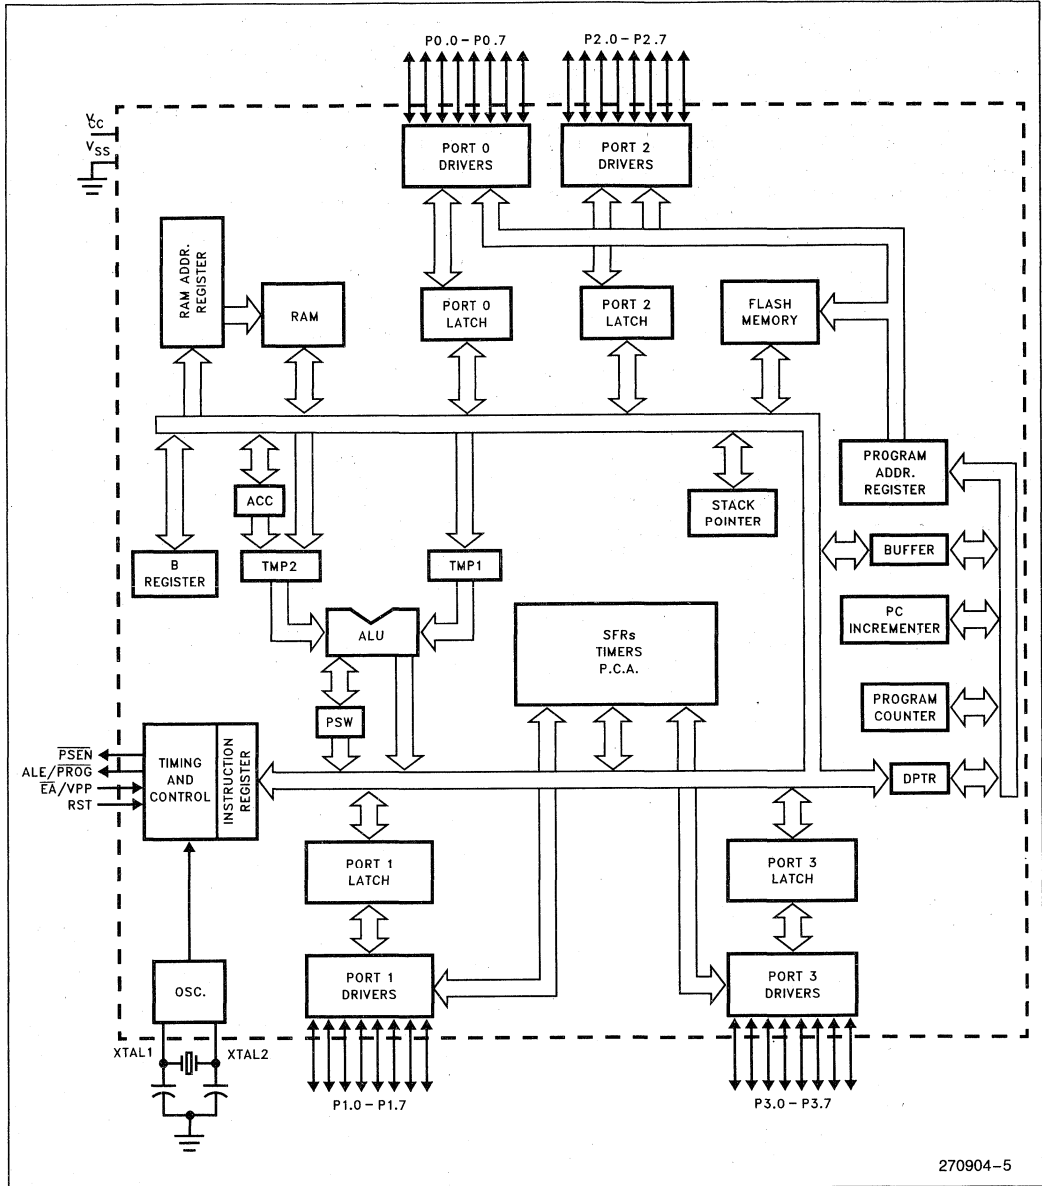 P0.0–P0.7
P2.0–P2.7
VCC
VSS
PORT 0
DRIVERS
PORT 2
DRIVERS
RAM ADDR.
REGISTER
RAM
PORT 0
LATCH
PORT 2
LATCH
FLASH
MEMORY
PROGRAM
ADDR.
REGISTER
ACC
STACK
POINTER
B
REGISTER
TMP2
TMP1
BUFFER
ALU
SFRs
TIMERS
P.C.A.
PC
INCREMENTER
PSW
PROGRAM
COUNTER
PSEN
ALE/PROG
EA/VPP
RST
TIMING
AND
CONTROL
INSTRUCTION
REGISTER
DPTR
PORT 1
LATCH
PORT 3
LATCH
OSC.
PORT 1
DRIVERS
PORT 3
DRIVERS
XTAL1
XTAL2
P1.0–P1.7
P3.0–P3.7
270904–5